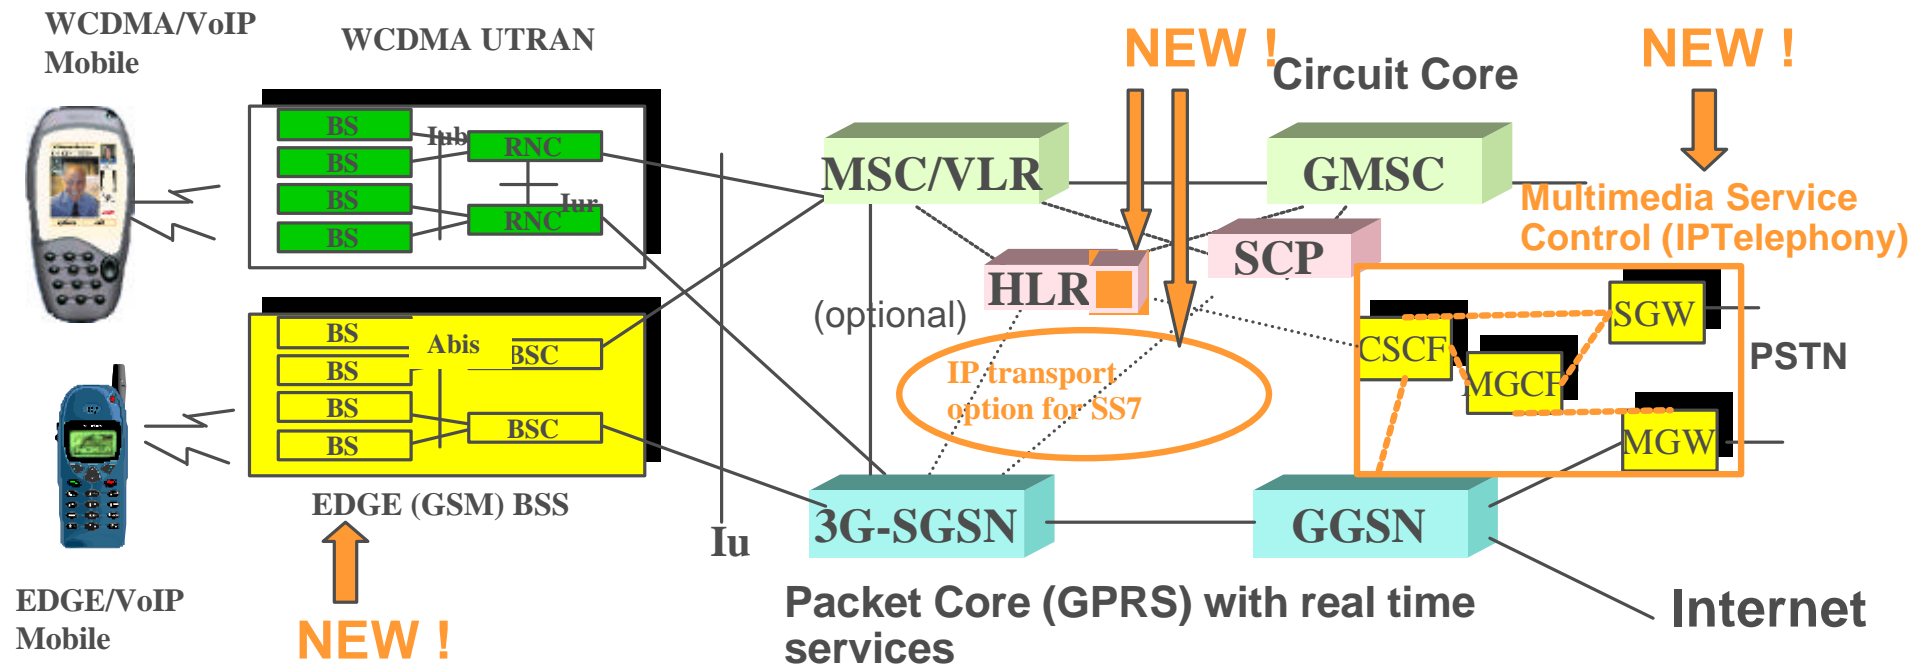 WCDMA/VoIP
Mobile
WCDMA UTRAN
NEW !
Circuit Core
NEW !
BS
BS
BS
BS
Iub
RNC
Iur
RNC
MSC/VLR
GMSC
Multimedia Service
Control (IPTelephony)
SCP
HLR
(optional)
BS
BS
BS
BS
Abis
BSC
BSC
IP transport
option for SS7
CSCF
MGCF
SGW
MGW
PSTN
EDGE (GSM) BSS
Iu
3G-SGSN
GGSN
EDGE/VoIP
Mobile
NEW !
Packet Core (GPRS) with real time
services
Internet